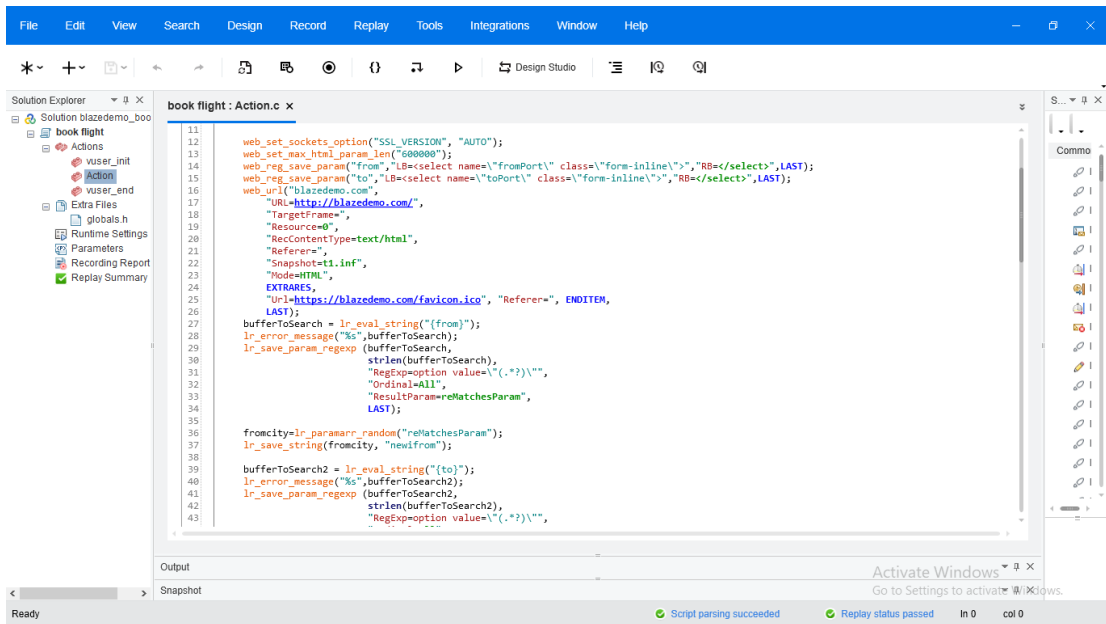 File Edit View Search Design Record Replay Tools Integrations Window Help
{} Design Studio
Solution Explorer
Solution blazedemo_boo
book flight
Actions
vuser_init
Action
vuser_end
Extra Files
globals.h
Runtime Settings
Parameters
Recording Report
Replay Summary
book flight : Action.c ×
11
12 web_set_sockets_option("SSL_VERSION", "AUTO");
13 web_set_max_html_param_len("600000");
14 web_reg_save_param("from","LB=<select name=\"fromPort\" class=\"form-inline\">","RB=</select>",LAST);
15 web_reg_save_param("to","LB=<select name=\"toPort\" class=\"form-inline\">","RB=</select>",LAST);
16 web_url("blazedemo.com",
17 "URL=http://blazedemo.com/",
18 "TargetFrame=",
19 "Resource=0",
20 "RecContentType=text/html",
21 "Referer=",
22 "Snapshot=t1.inf",
23 "Mode=HTML",
24 EXTRARES,
25 "Url=https://blazedemo.com/favicon.ico", "Referer=", ENDITEM,
26 LAST);
27 bufferToSearch = lr_eval_string("{from}");
28 lr_error_message("%s",bufferToSearch);
29 lr_save_param_regexp (bufferToSearch,
30 strlen(bufferToSearch),
31 "RegExp=option value=\"(.*?)\"",
32 "Ordinal=All",
33 "ResultParam=reMatchesParam",
34 LAST);
35
36 fromcity=lr_paramarr_random("reMatchesParam");
37 lr_save_string(fromcity, "newifrom");
38
39 bufferToSearch2 = lr_eval_string("{to}");
40 lr_error_message("%s",bufferToSearch2);
41 lr_save_param_regexp (bufferToSearch2,
42 strlen(bufferToSearch2),
43 "RegExp=option value=\"(.*?)\"",
S...
Commo
Output
Snapshot
Activate Windows
Go to Settings to activate Windows.
Ready
Script parsing succeeded Replay status passed ln 0 col 0